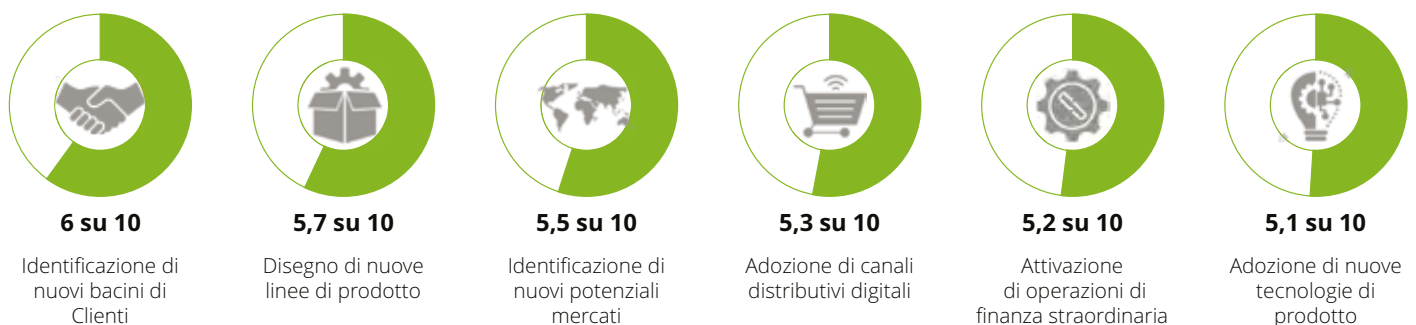 6 su 10
Identificazione di
nuovi bacini di
Clienti
5,7 su 10
Disegno di nuove
linee di prodotto
5,5 su 10
Identificazione di
nuovi potenziali
mercati
5,3 su 10
Adozione di canali
distributivi digitali
5,2 su 10
Attivazione
di operazioni di
finanza straordinaria
5,1 su 10
Adozione di nuove
tecnologie di
prodotto